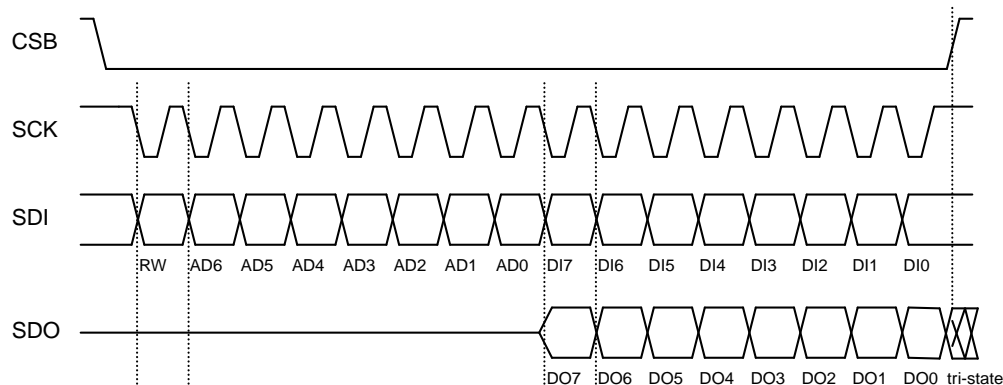 CSB
SCK
SDI
RW AD6 AD5 AD4 AD3 AD2 AD1 AD0 DI7 DI6 DI5 DI4 DI3 DI2 DI1 DI0
SDO
DO7 DO6 DO5 DO4 DO3 DO2 DO1 DO0 tri-state